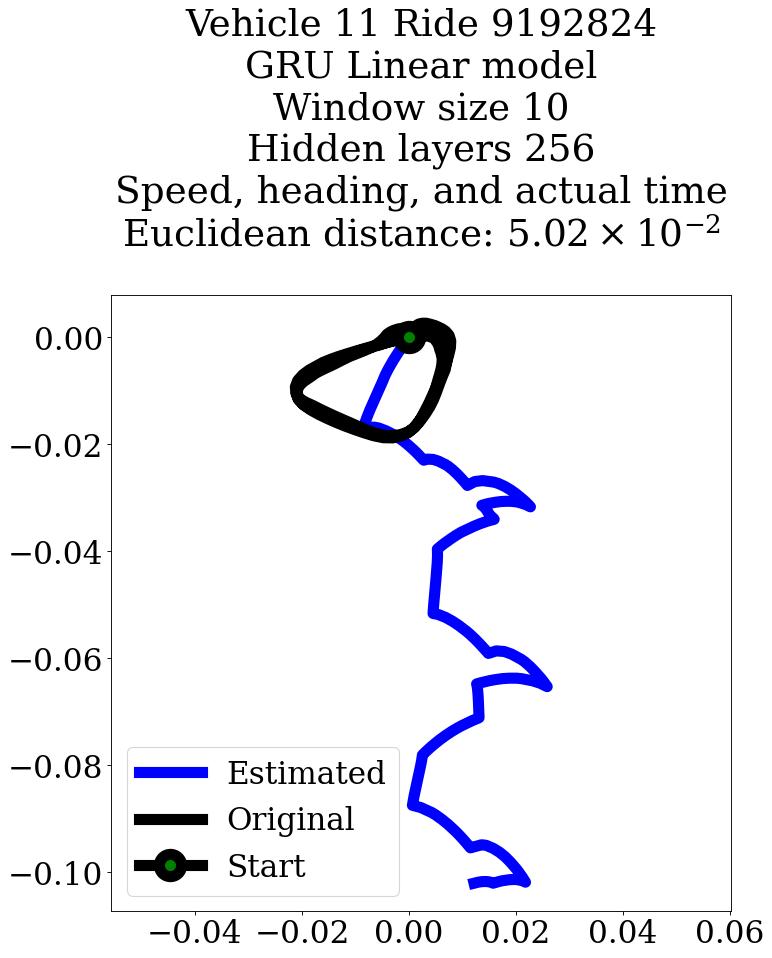 Vehicle 11 Ride 9192824
GRU Linear model
Window size 10
Hidden layers 256
Speed, heading, and actual time
Euclidean distance: 5.02 × 10⁻²
0.00
−0.02
−0.04
−0.06
−0.08
−0.10
Estimated
Original
Start
−0.04 −0.02 0.00 0.02 0.04 0.06